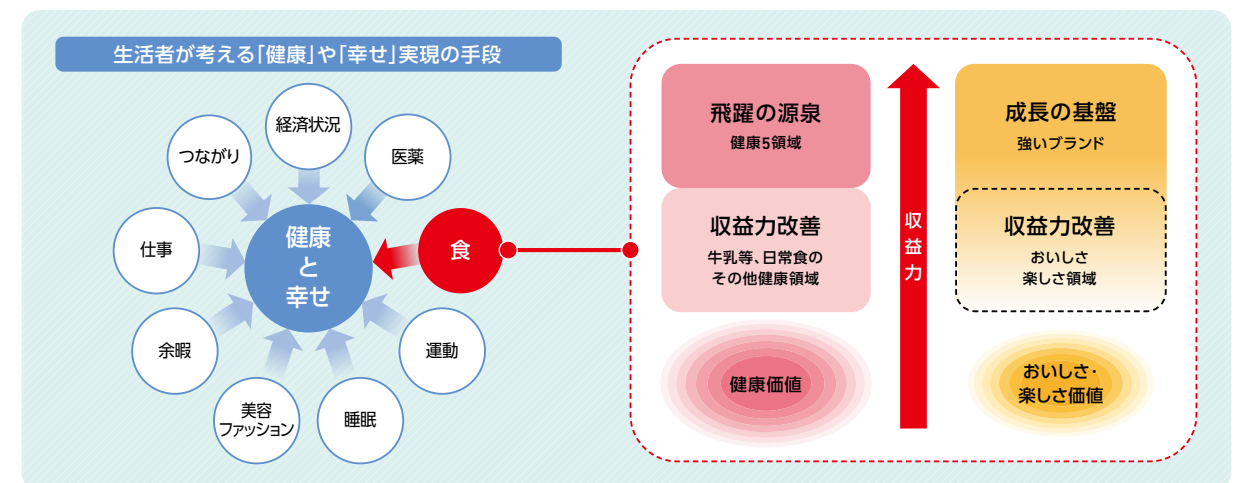 生活者が考える「健康」や「幸せ」実現の手段
経済状況
つながり
医薬
仕事
健康
と
幸せ
食
余暇
運動
美容
ファッション
睡眠
飛躍の源泉
健康5領域
収益力改善
牛乳等、日常食の
その他健康領域
健康価値
収益力
成長の基盤
強いブランド
収益力改善
おいしさ
楽しさ領域
おいしさ・
楽しさ価値